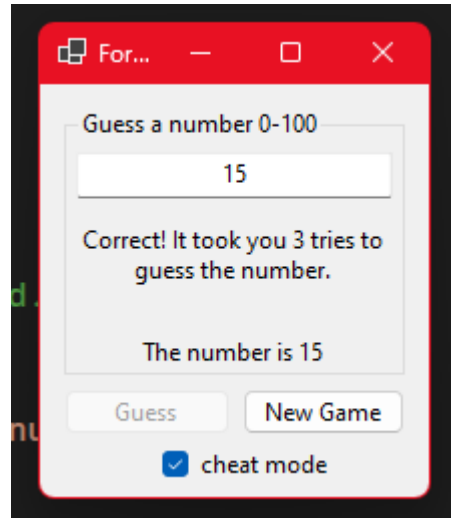 For...
Guess a number 0-100
15
Correct! It took you 3 tries to
guess the number.
d.
The number is 15
Guess
New Game
nu
cheat mode